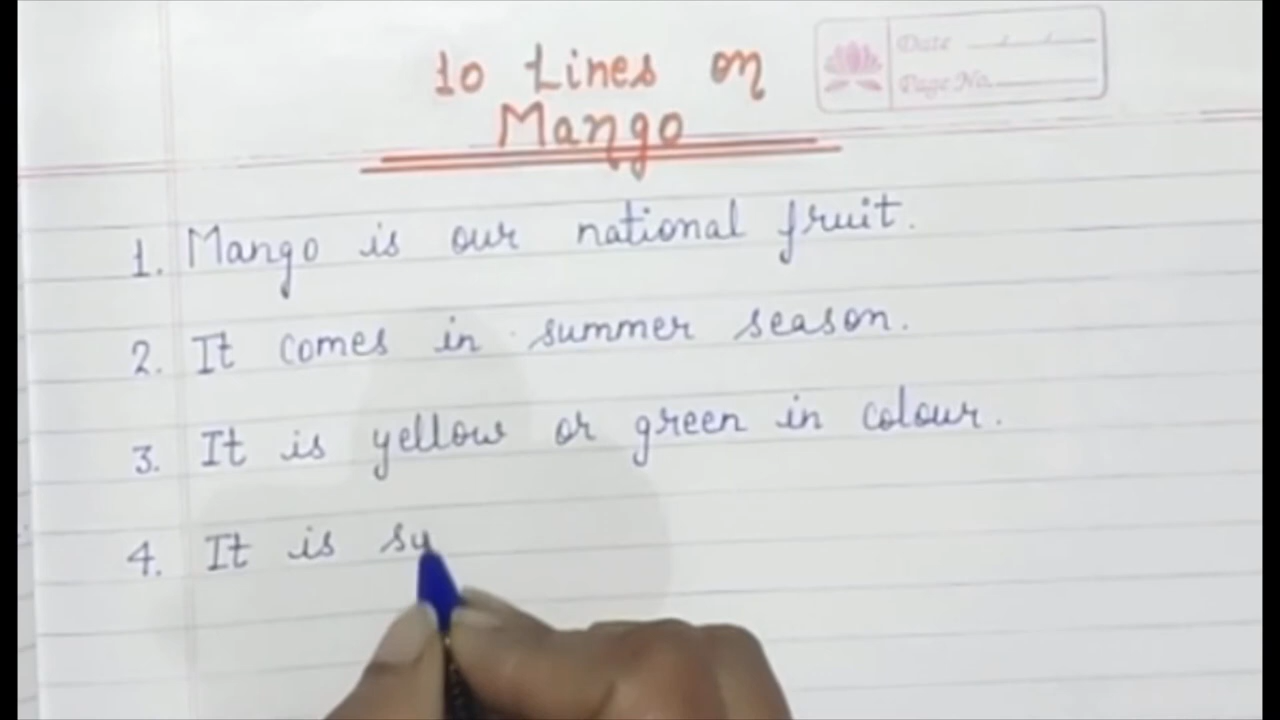 10 Lines on
Mango
Date
Page No.
1. Mango is our national fruit.
2. It comes in summer season.
3. It is yellow or green in colour.
4. It is